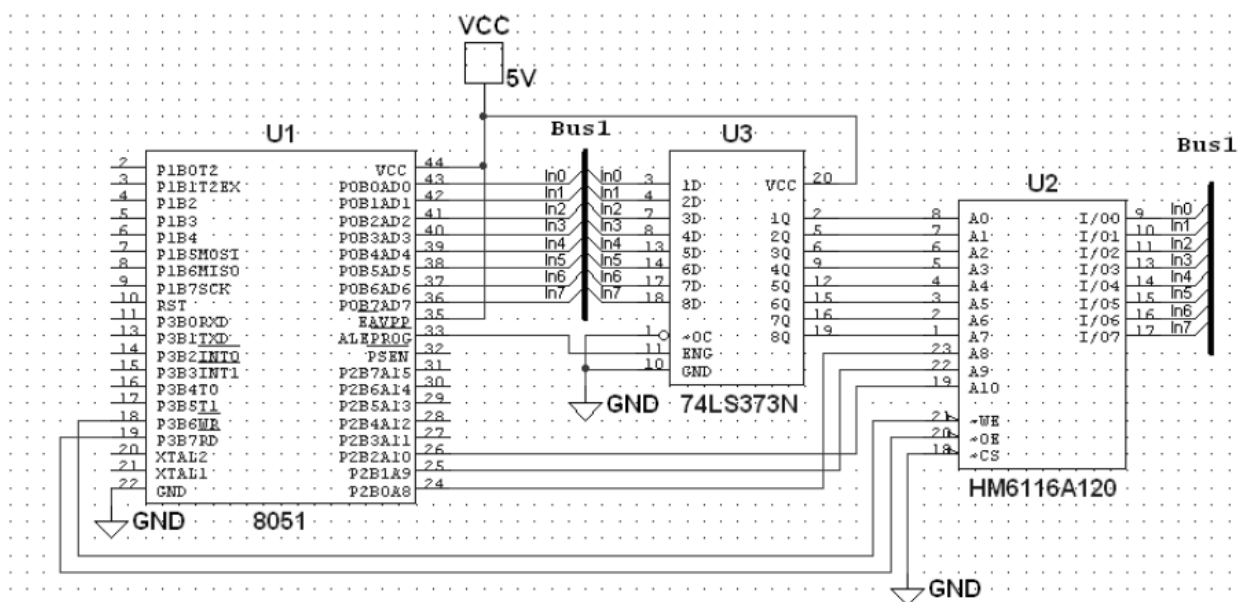 VCC
5V
U1
Bus1
U3
Bus1
U2
2 P1B0T2
3 P1B1T2EX
4 P1B2
5 P1B3
6 P1B4
7 P1B5MOSI
8 P1B6MISO
9 P1B7SCK
10 RST
11 P3B0RXD
13 P3B1TXD
14 P3B2INT0
15 P3B3INT1
16 P3B4T0
17 P3B5T1
18 P3B6WR
19 P3B7RD
20 XTAL2
21 XTAL1
22 GND
VCC 44
P0B0AD0 43
P0B1AD1 42
P0B2AD2 41
P0B3AD3 40
P0B4AD4 39
P0B5AD5 38
P0B6AD6 37
P0B7AD7 36
EAVPP 35
ALEPROG 33
PSEN 32
P2B7A15 31
P2B6A14 30
P2B5A13 29
P2B4A12 28
P2B3A11 27
P2B2A10 26
P2B1A9 25
P2B0A8 24
GND
8051
In0 In0
In1 In1
In2 In2
In3 In3
In4 In4
In5 In5
In6 In6
In7 In7
3 1D
4 2D
7 3D
8 4D
13 5D
14 6D
17 7D
18 8D
1 ~OC
11 ENG
10 GND
VCC 20
1Q 2
2Q 5
3Q 6
4Q 9
5Q 12
6Q 15
7Q 16
8Q 19
GND
74LS373N
8 A0
7 A1
6 A2
5 A3
4 A4
3 A5
2 A6
1 A7
23 A8
22 A9
19 A10
21 ~WE
20 ~OE
18 ~CS
I/O0 9 In0
I/O1 10 In1
I/O2 11 In2
I/O3 13 In3
I/O4 14 In4
I/O5 15 In5
I/O6 16 In6
I/O7 17 In7
HM6116A120
GND